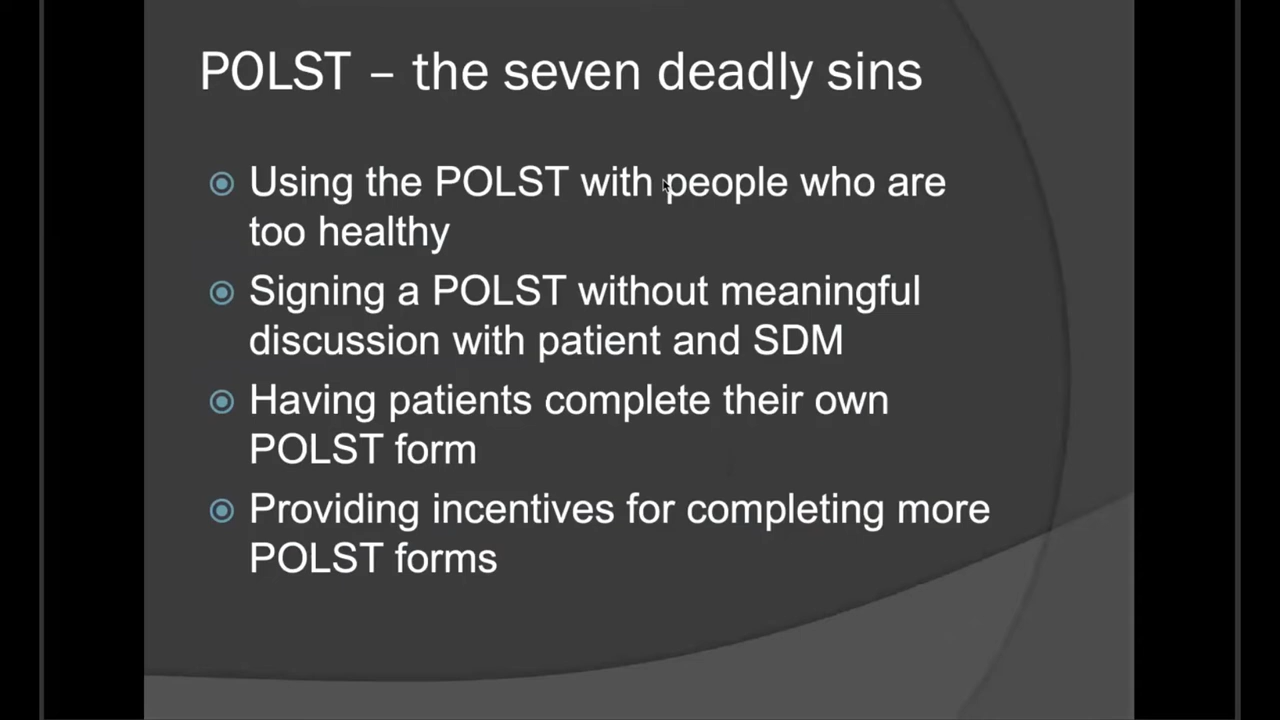 POLST – the seven deadly sins
Using the POLST with people who are
too healthy
Signing a POLST without meaningful
discussion with patient and SDM
Having patients complete their own
POLST form
Providing incentives for completing more
POLST forms